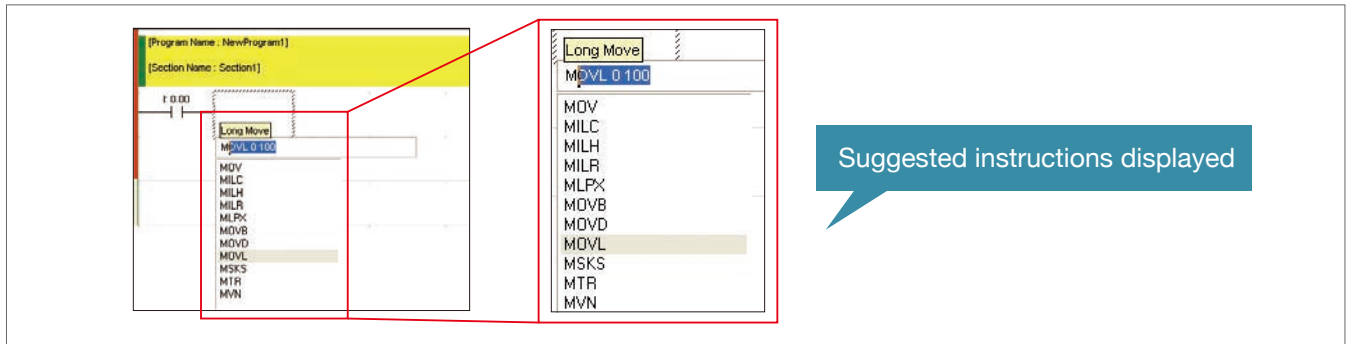 [Program Name : NewProgram1]
[Section Name : Section1]
I: 0.00
Long Move
MOVL 0 100
MOV
MILC
MILH
MILR
MLPX
MOVB
MOVD
MOVL
MSKS
MTR
MVN
Long Move
MOVL 0 100
MOV
MILC
MILH
MILR
MLPX
MOVB
MOVD
MOVL
MSKS
MTR
MVN
Suggested instructions displayed